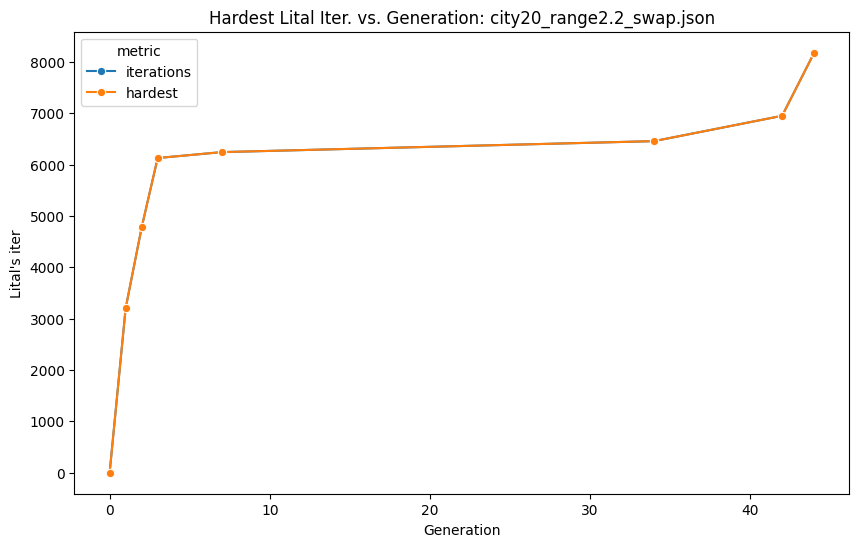 Hardest Lital Iter. vs. Generation: city20_range2.2_swap.json
metric
iterations
hardest
8000
7000
6000
5000
4000
3000
2000
1000
0
Lital's iter
0 10 20 30 40
Generation